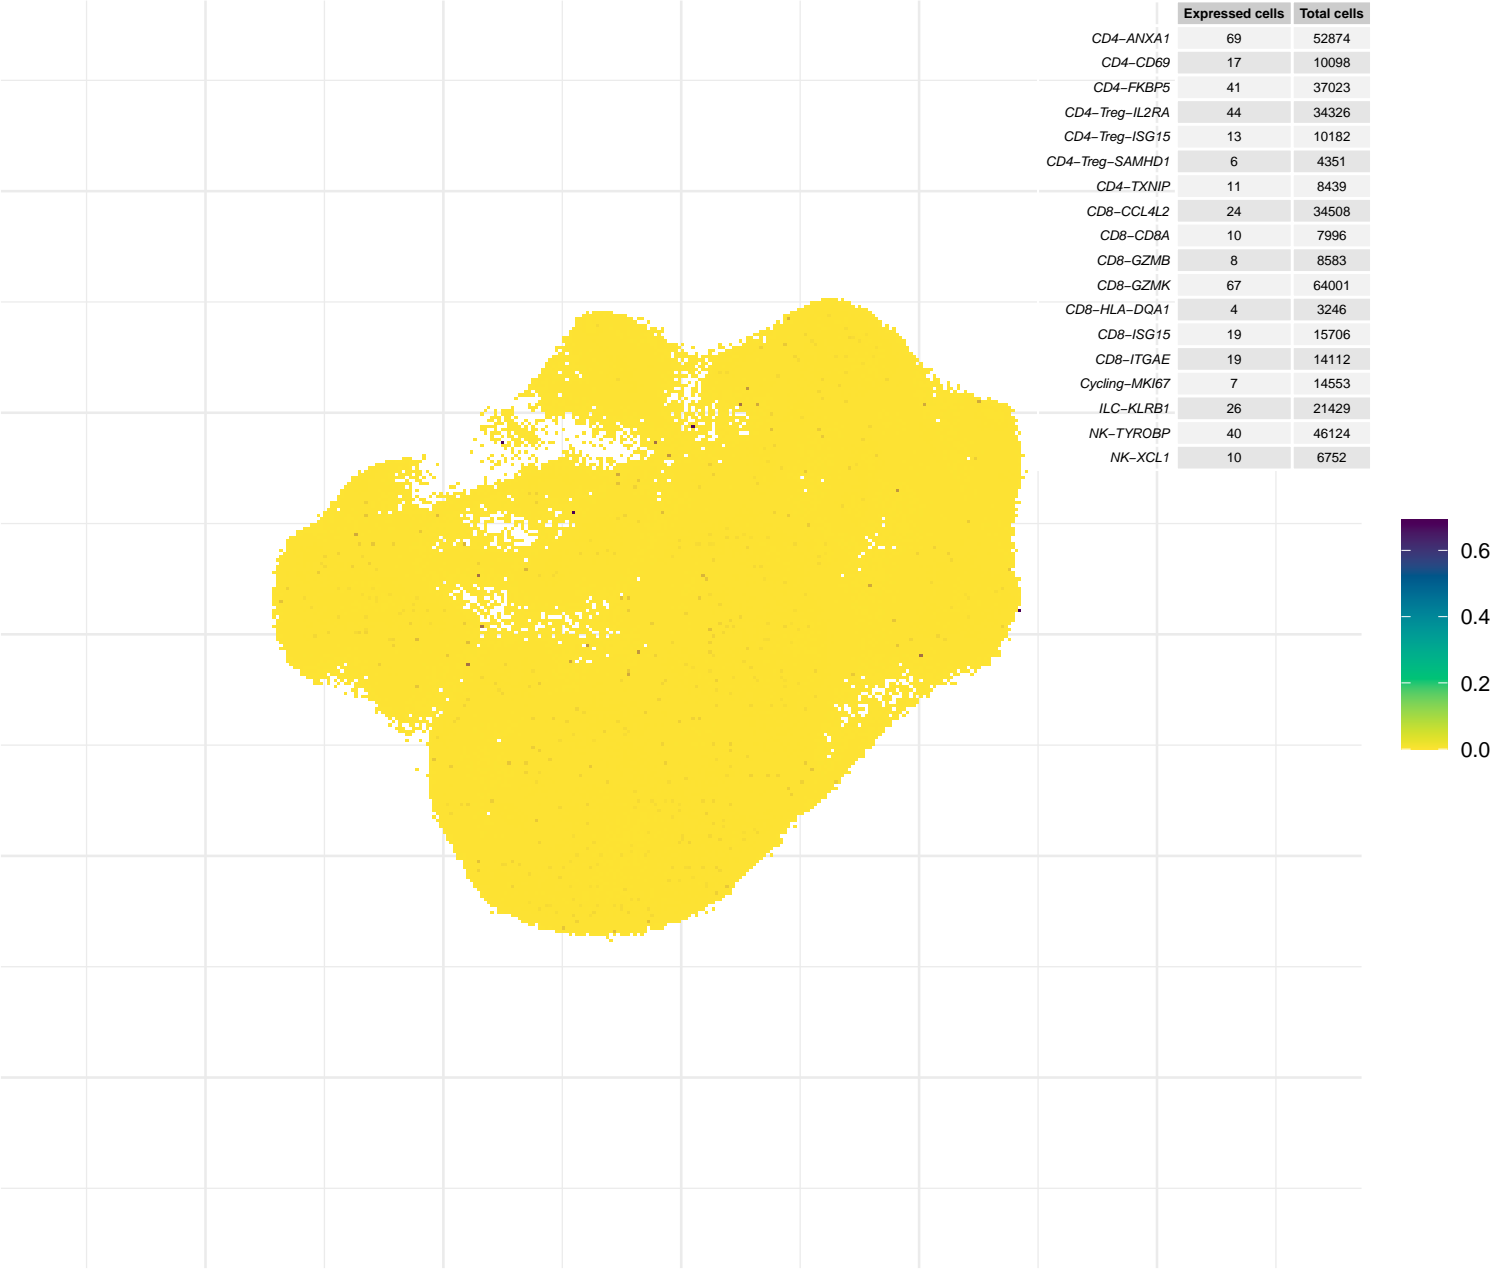 Expressed cells Total cells
CD4−ANXA1 69 52874
CD4−CD69 17 10098
CD4−FKBP5 41 37023
CD4−Treg−IL2RA 44 34326
CD4−Treg−ISG15 13 10182
CD4−Treg−SAMHD1 6 4351
CD4−TXNIP 11 8439
CD8−CCL4L2 24 34508
CD8−CD8A 10 7996
CD8−GZMB 8 8583
CD8−GZMK 67 64001
CD8−HLA−DQA1 4 3246
CD8−ISG15 19 15706
CD8−ITGAE 19 14112
Cycling−MKI67 7 14553
ILC−KLRB1 26 21429
NK−TYROBP 40 46124
NK−XCL1 10 6752
0.6
0.4
0.2
0.0